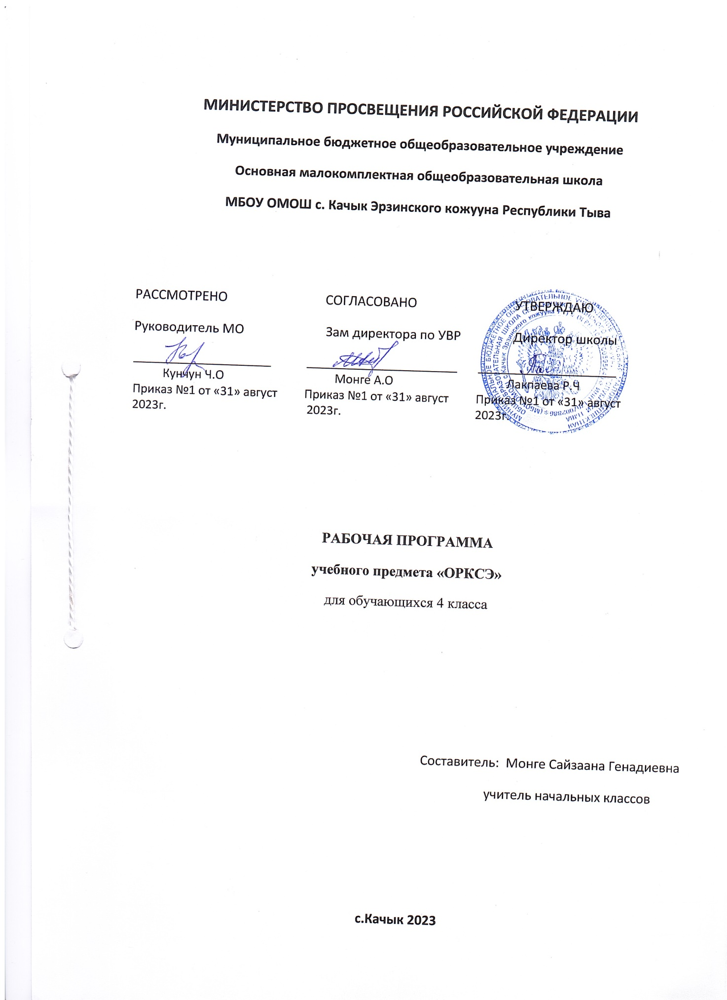 МИНИСТЕРСТВО ПРОСВЕЩЕНИЯ РОССИЙСКОЙ ФЕДЕРАЦИИ
Муниципальное бюджетное общеобразовательное учреждение
Основная малокомплектная общеобразовательная школа
МБОУ ОМОШ с. Качык Эрзинского кожууна Республики Тыва
РАССМОТРЕНО
Руководитель МО
Кунчун Ч.О
Приказ №1 от «31» август
2023г.
СОГЛАСОВАНО
Зам директора по УВР
Монге А.О
Приказ №1 от «31» август
2023г.
УТВЕРЖДАЮ
Директор школы
Лакпаева Р.Ч
Приказ №1 от «31» август
2023г.
РАБОЧАЯ ПРОГРАММА
учебного предмета «ОРКСЭ»
для обучающихся 4 класса
Составитель:  Монге Сайзаана Генадиевна
учитель начальных классов
с.Качык 2023